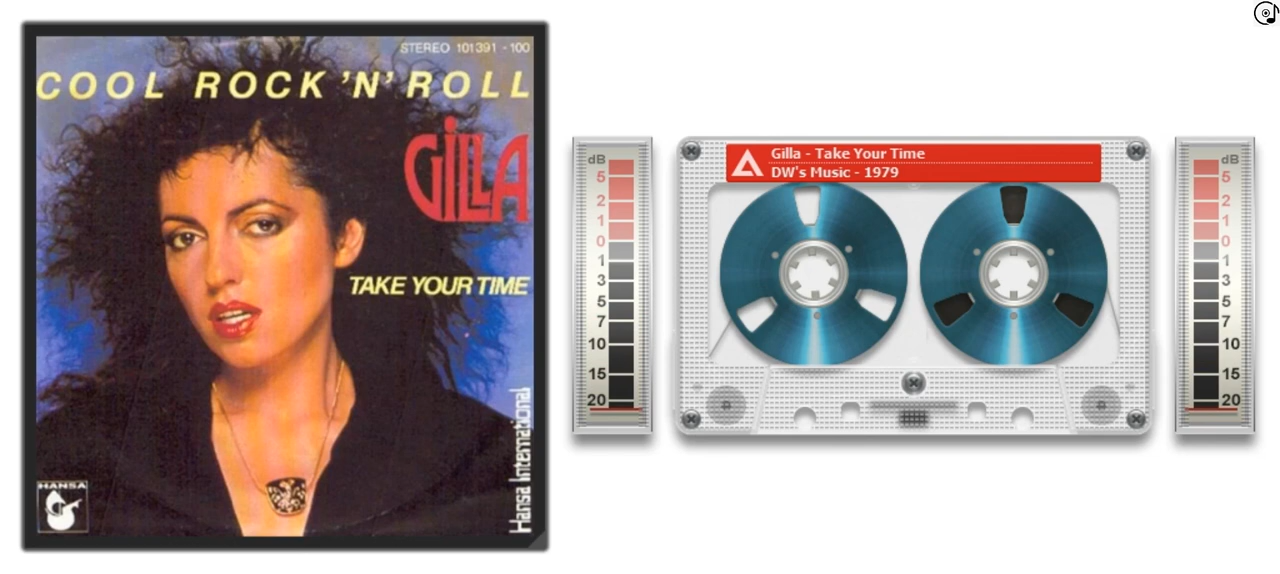 STEREO 101391 - 100
COOL ROCK 'N' ROLL
GILLA
TAKE YOUR TIME
Hansa International
HANSA
dB
5
2
1
0
1
3
5
7
10
15
20
Gilla - Take Your Time
DW's Music - 1979
dB
5
2
1
0
1
3
5
7
10
15
20